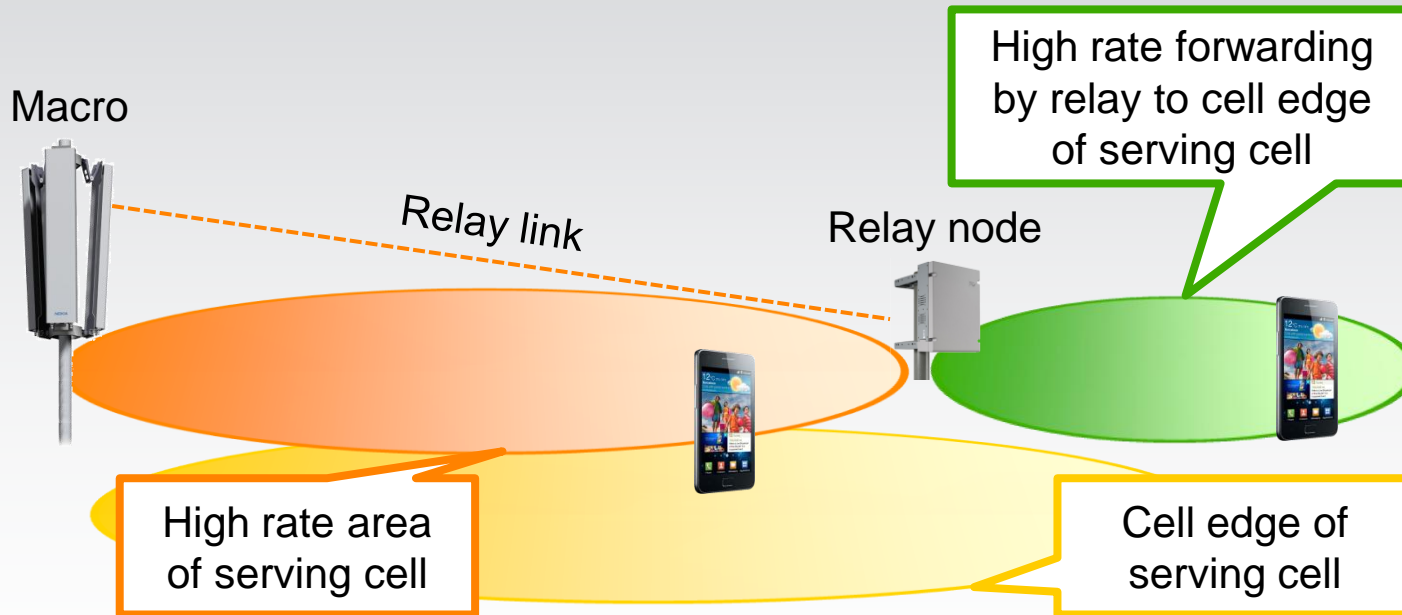 High rate forwarding
by relay to cell edge
of serving cell
Macro
Relay link
Relay node
High rate area
of serving cell
Cell edge of
serving cell